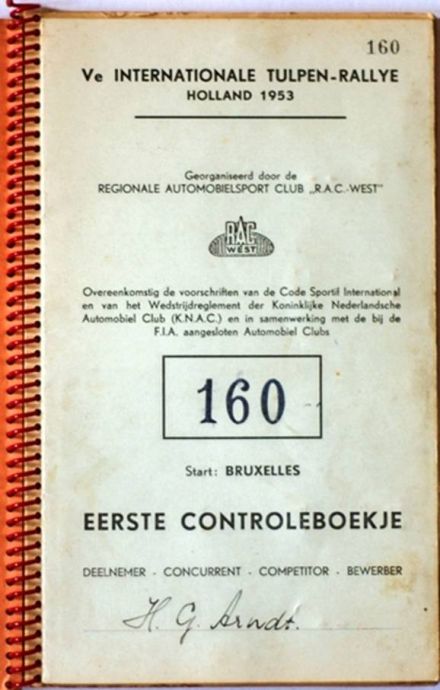 160
Ve INTERNATIONALE TULPEN-RALLYE
HOLLAND 1953
Georganiseerd door de
REGIONALE AUTOMOBIELSPORT CLUB „R.A.C.-WEST"
RAC
WEST
Overeenkomstig de voorschriften van de Code Sportif International
en van het Wedstrijdreglement der Koninklijke Nederlandsche
Automobiel Club (K.N.A.C.) en in samenwerking met de bij de
F.I.A. aangesloten Automobiel Clubs
160
Start: BRUXELLES
EERSTE CONTROLEBOEKJE
DEELNEMER - CONCURRENT - COMPETITOR - BEWERBER
H. G. Arndt.